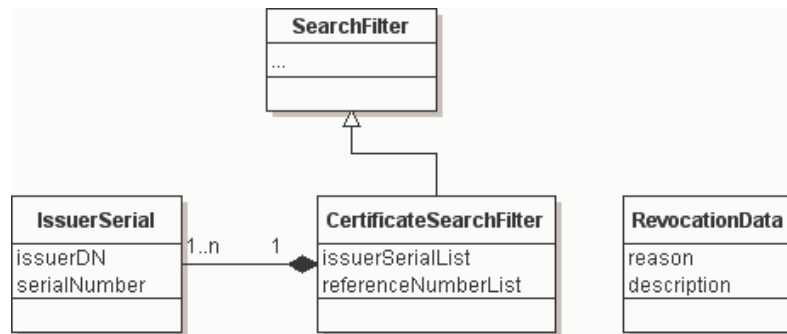 SearchFilter
...
IssuerSerial
issuerDN
serialNumber
1..n
1
CertificateSearchFilter
issuerSerialList
referenceNumberList
RevocationData
reason
description